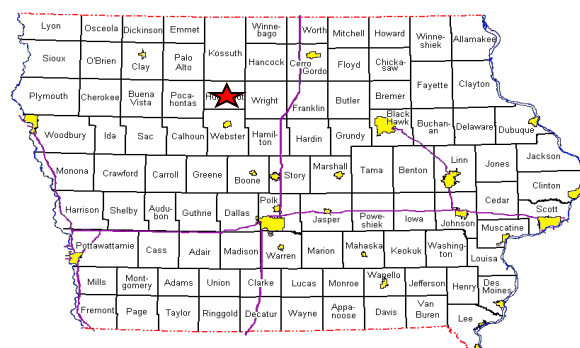 Lyon Osceola Dickinson Emmet Winne- Worth Mitchell Howard Winne- Allamakee
bago shiek
Kossuth
Sioux O'Brien Clay Palo Hancock Cerro Floyd Chicka- Fayette Clayton
Alto Gordo saw
Plymouth Cherokee Buena Poca- Wright Franklin Butler Bremer
Vista hontas
Black Buchan- Delaware Dubuque
Hawk an
Woodbury Ida Sac Calhoun Webster Hamil- Hardin Grundy
ton
Monona Crawford Carroll Greene Boone Story Marshall Tama Benton Linn Jones Jackson
Clinton
Cedar
Harrison Shelby Audu- Guthrie Dallas Polk Jasper Powe- Iowa Johnson Scott
bon shiek
Muscatine
Pottawattamie Cass Adair Madison Warren Marion Mahaska Keokuk Washing-
ton
Louisa
Mills Mont- Adams Union Clarke Lucas Monroe Wapello Jefferson Henry Des
gomery Moines
Fremont Page Taylor Ringgold Decatur Wayne Appa- Davis Van Lee
noose Buren